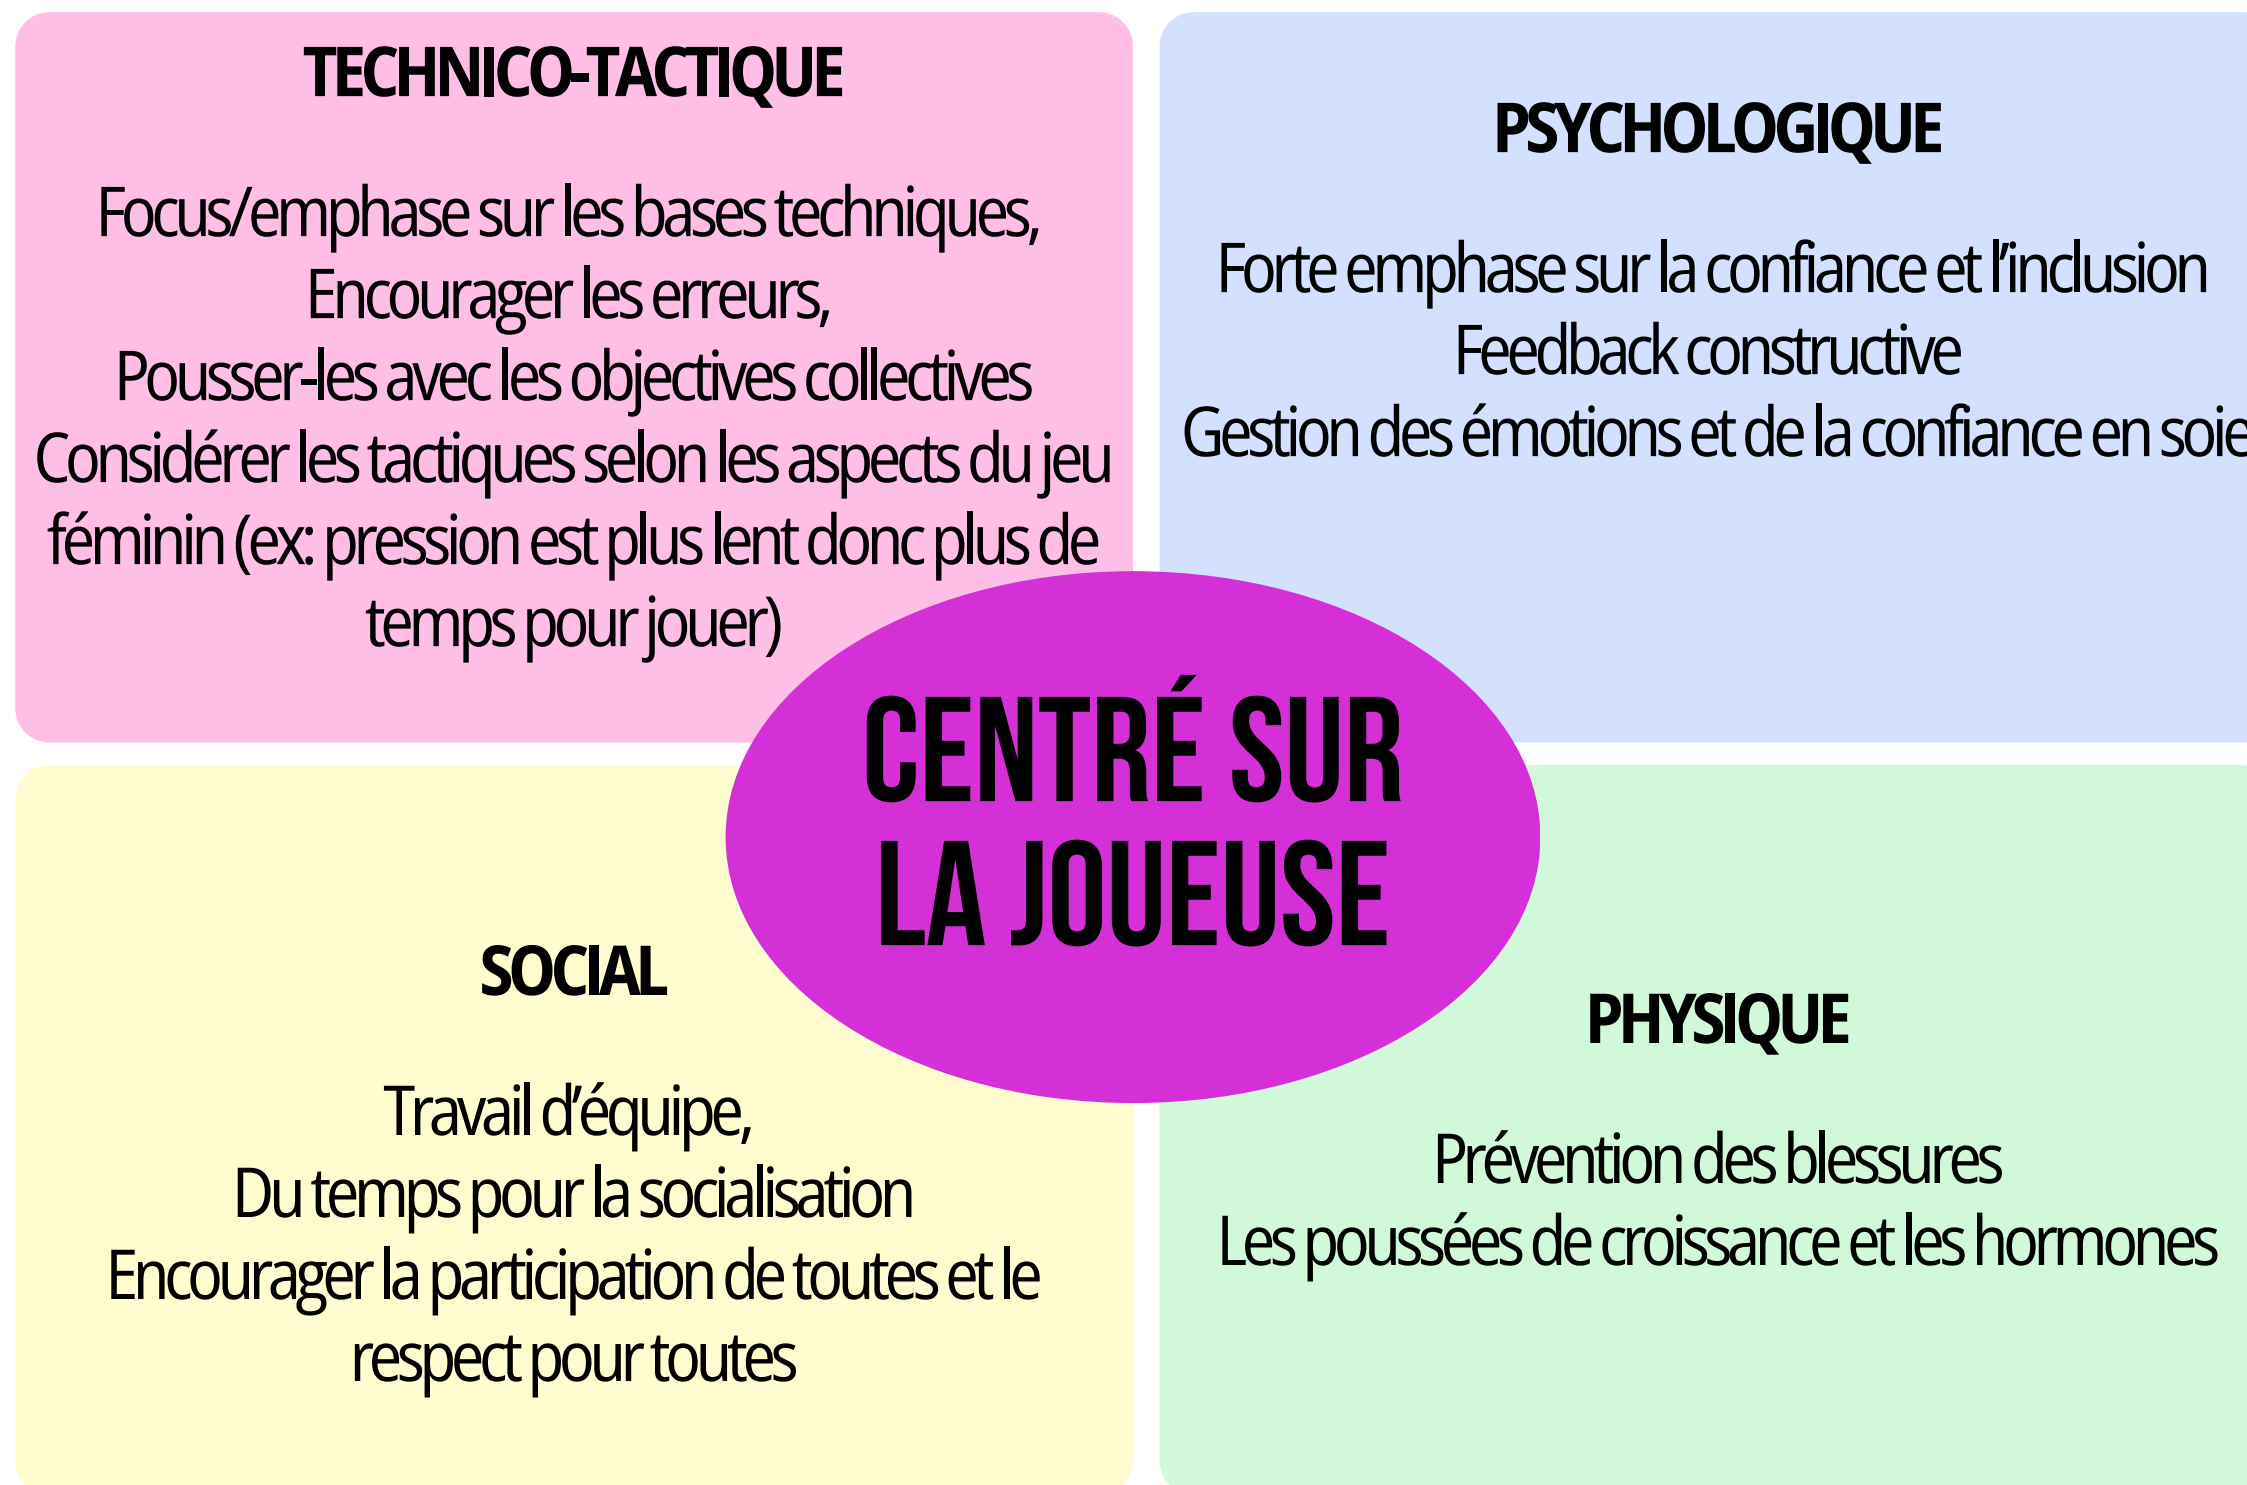 TECHNICO-TACTIQUE
Focus/emphase sur les bases techniques,
Encourager les erreurs,
Pousser-les avec les objectives collectives
Considérer les tactiques selon les aspects du jeu
féminin (ex: pression est plus lent donc plus de
temps pour jouer)
PSYCHOLOGIQUE
Forte emphase sur la confiance et l’inclusion
Feedback constructive
Gestion des émotions et de la confiance en soie
CENTRÉ SUR
LA JOUEUSE
SOCIAL
Travail d’équipe,
Du temps pour la socialisation
Encourager la participation de toutes et le
respect pour toutes
PHYSIQUE
Prévention des blessures
Les poussées de croissance et les hormones